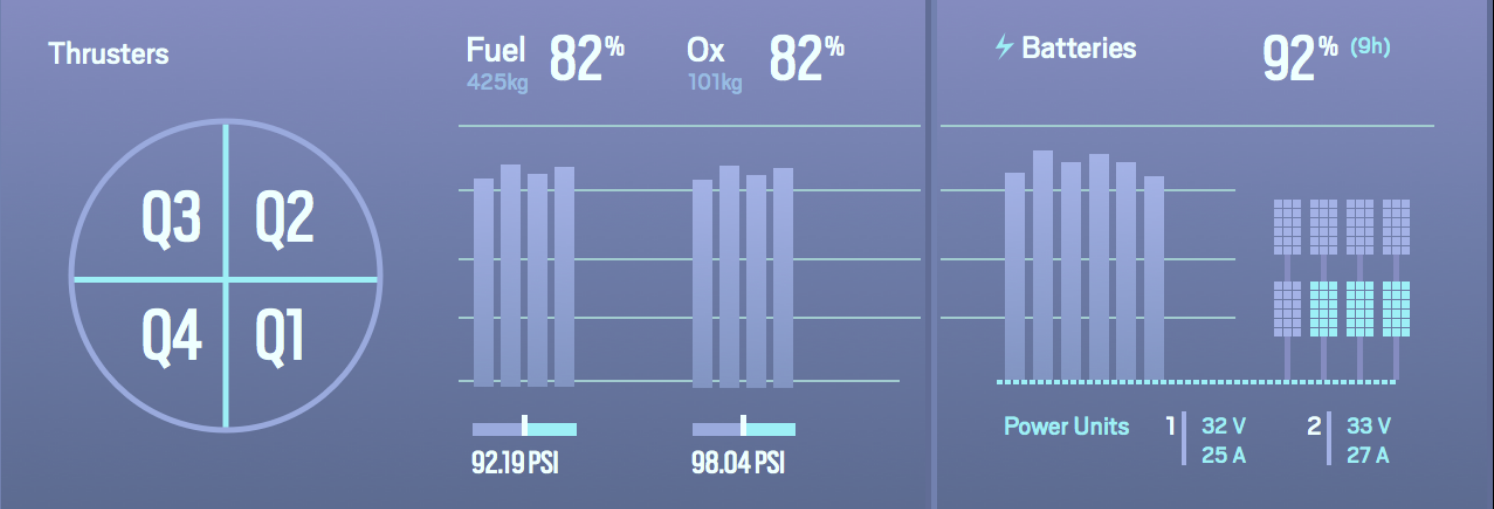 Thrusters
Q3 Q2
Q4 Q1
Fuel 82%
425kg
Ox 82%
101kg
92.19 PSI
98.04 PSI
Batteries 92% (9h)
Power Units 1 32 V 2 33 V
25 A 27 A